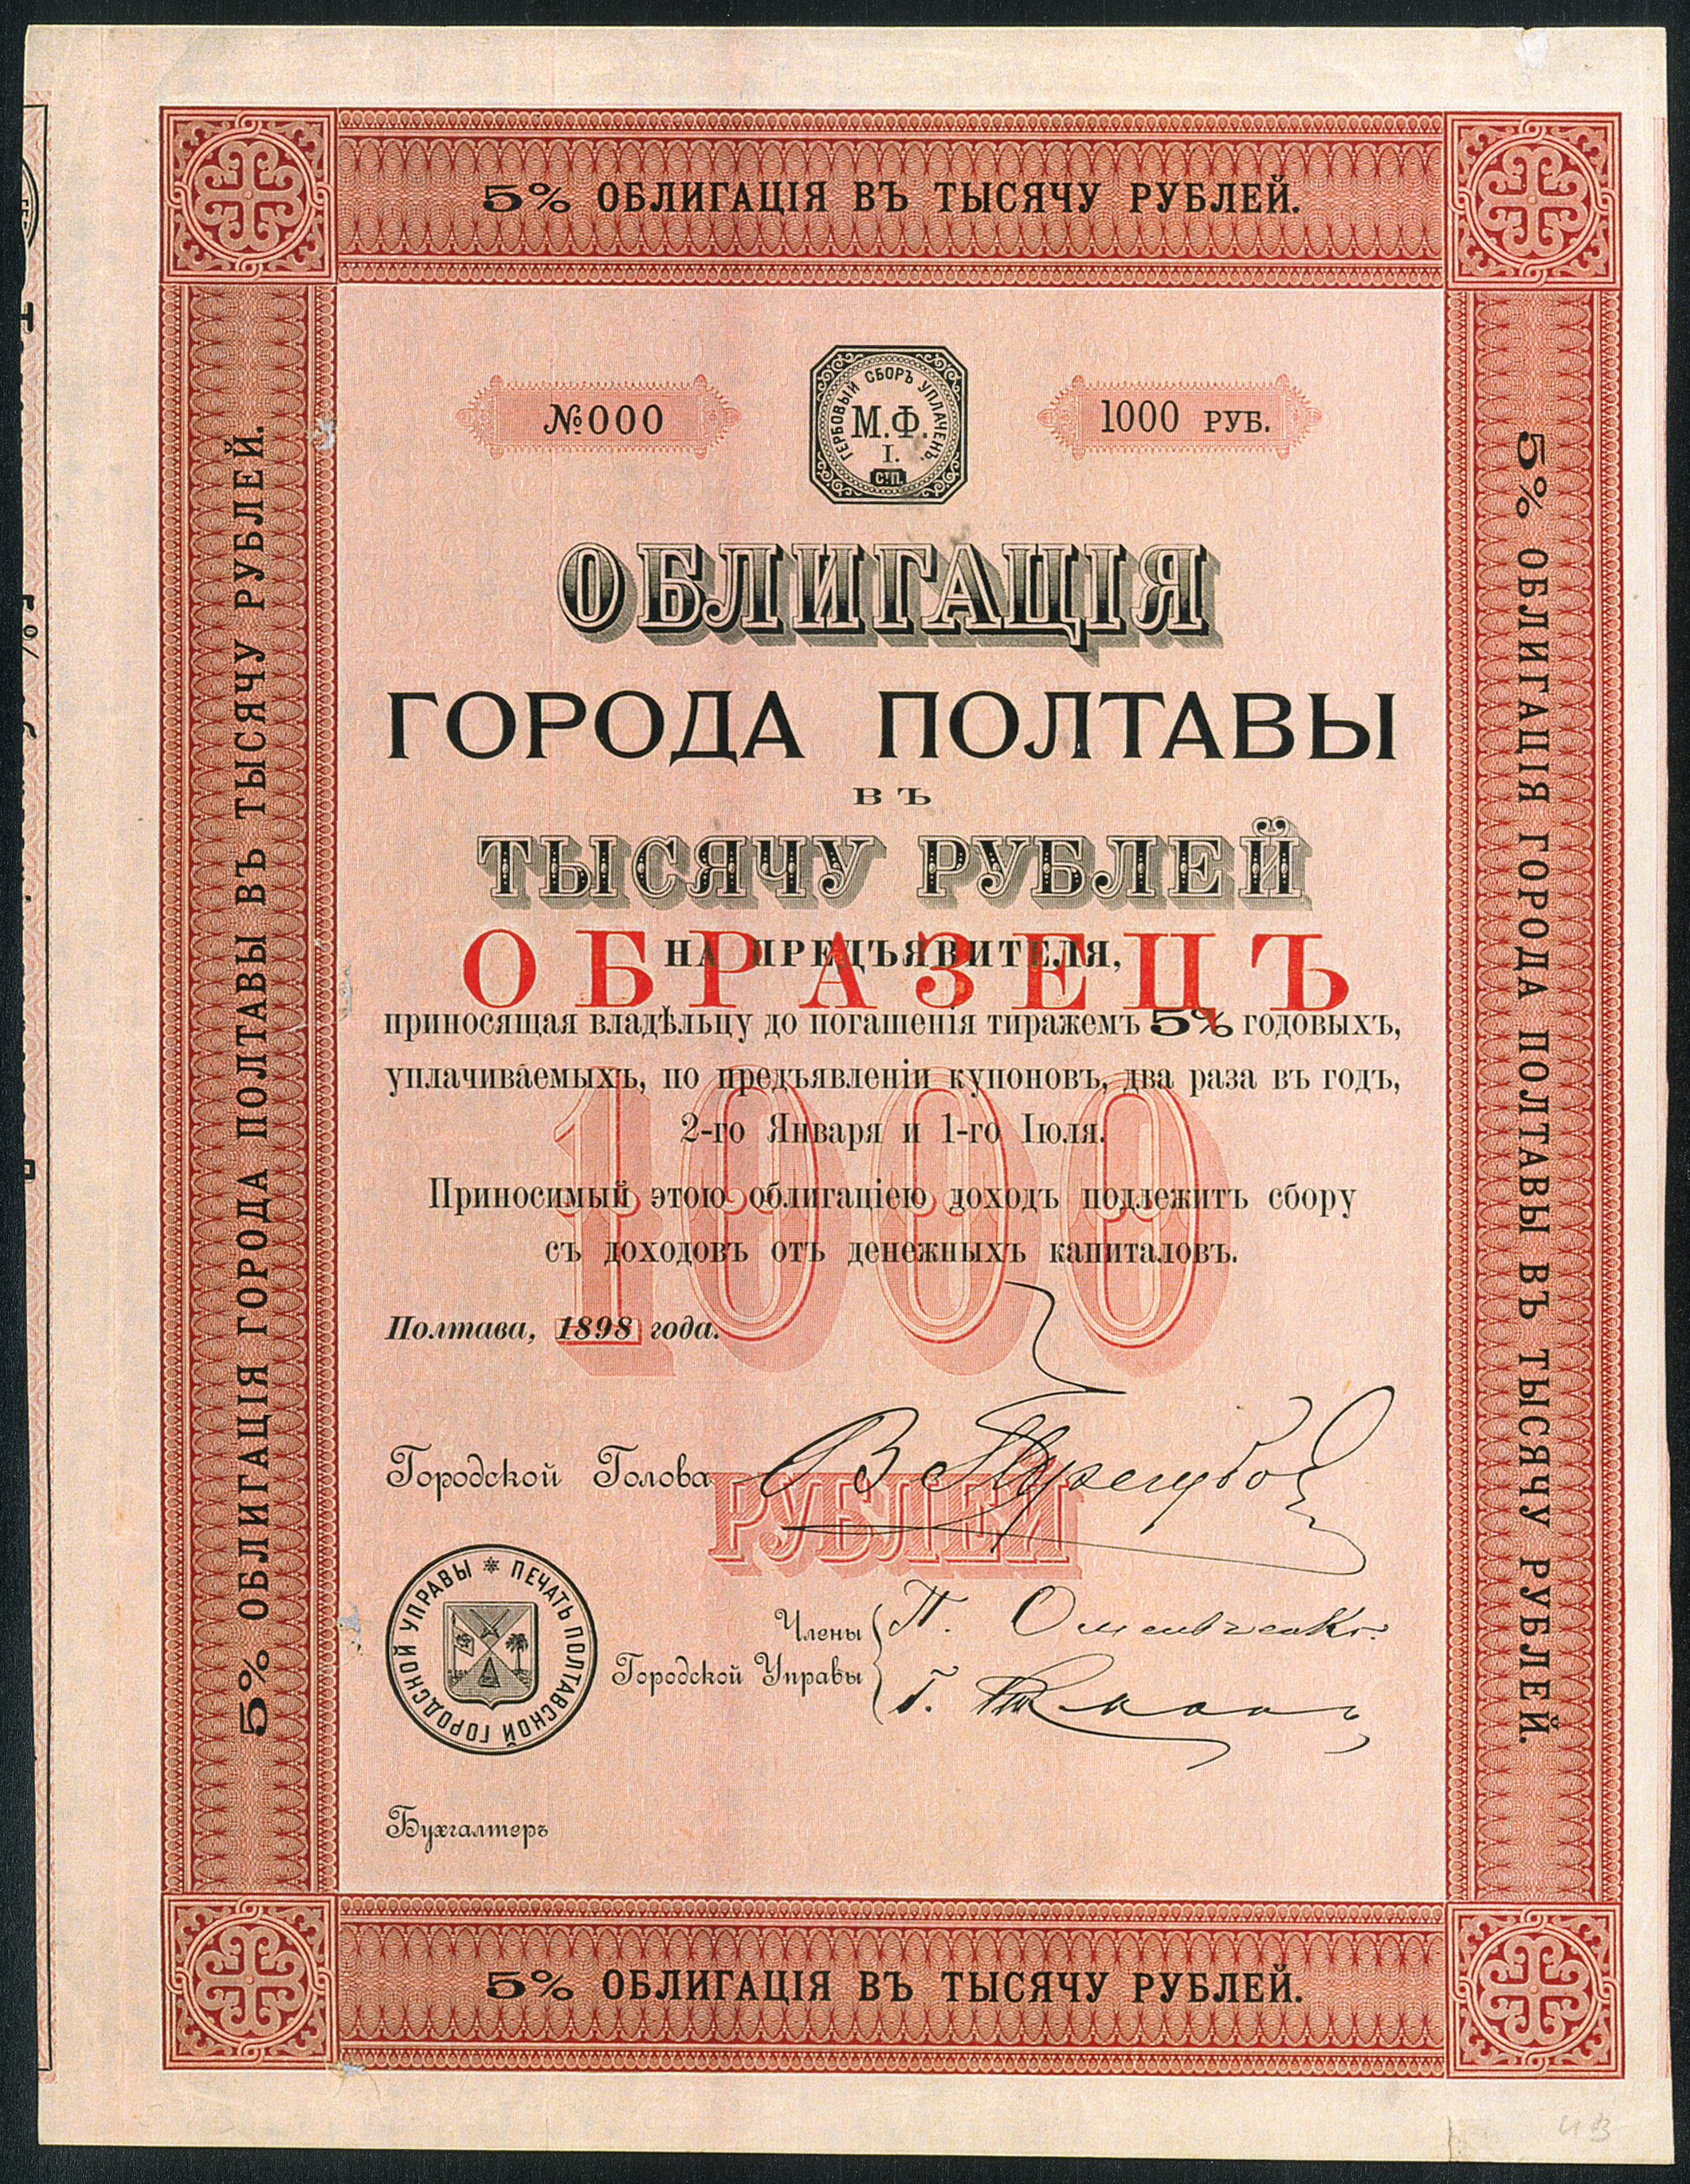 5% ОБЛИГАЦІЯ ВЪ ТЫСЯЧУ РУБЛЕЙ.
№ 000
ГЕРБОВЫЙ СБОРЪ УПЛАЧЕНЪ.
М.Ф.
I.
С.П.
1000 РУБ.
ОБЛИГАЦІЯ
ГОРОДА ПОЛТАВЫ
ВЪ
ТЫСЯЧУ РУБЛЕЙ
НА ПРЕДЪЯВИТЕЛЯ,
ОБРАЗЕЦЪ
приносящая владѣльцу до погашенія тиражемъ 5% годовыхъ,
уплачиваемыхъ, по предъявленіи купоновъ, два раза въ годъ,
2-го Января и 1-го Іюля.
1000
Приносимый этою облигаціею доходъ подлежитъ сбору
съ доходовъ отъ денежныхъ капиталовъ.
Полтава, 1898 года.
Городской Голова
РУБЛЕЙ
ПЕЧАТЬ ПОЛТАВСКОЙ ГОРОДСКОЙ УПРАВЫ
Члены
Городской Управы
Бухгалтеръ
5% ОБЛИГАЦІЯ ГОРОДА ПОЛТАВЫ ВЪ ТЫСЯЧУ РУБЛЕЙ.
5% ОБЛИГАЦІЯ ГОРОДА ПОЛТАВЫ ВЪ ТЫСЯЧУ РУБЛЕЙ.
5% ОБЛИГАЦІЯ ВЪ ТЫСЯЧУ РУБЛЕЙ.